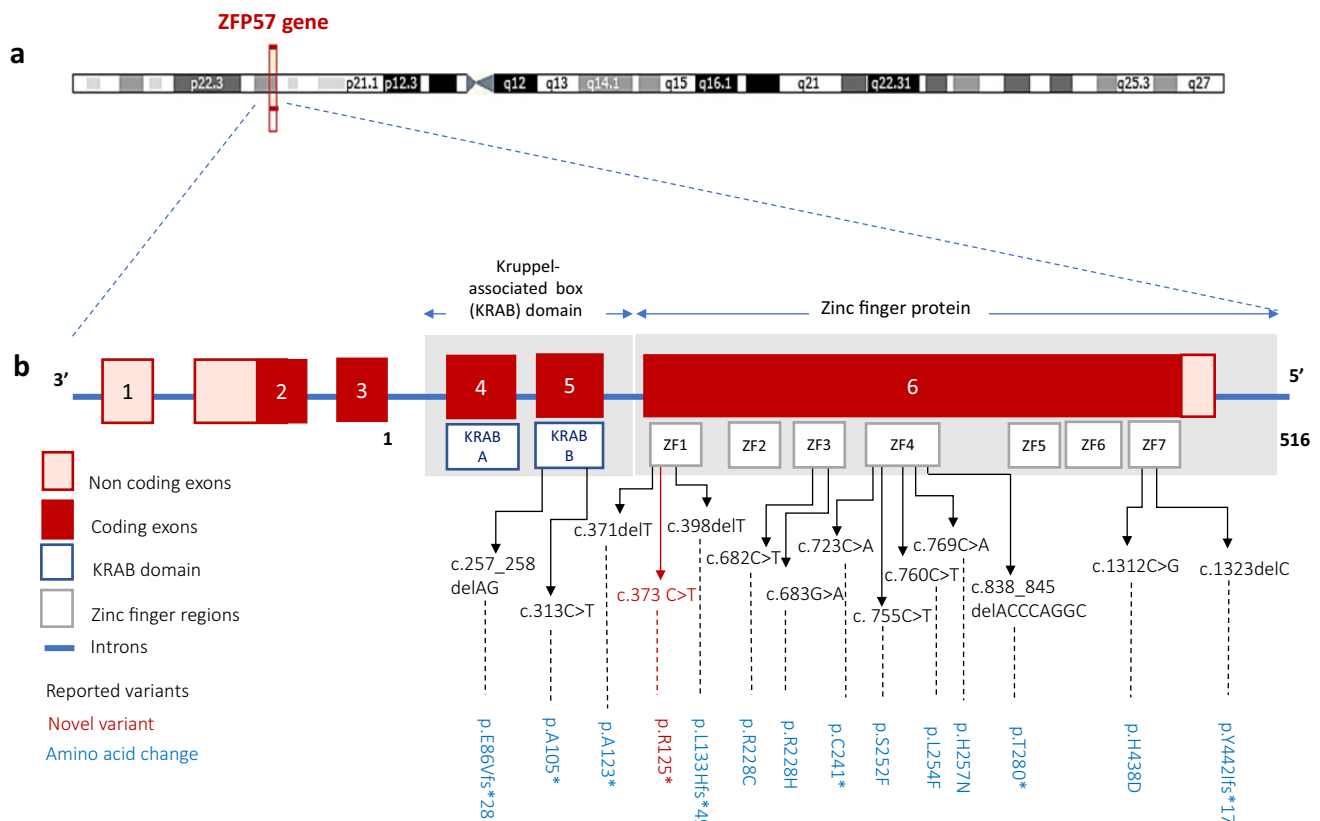 ZFP57 gene
a
p22.3 p21.1 p12.3 q12 q13 q14.1 q15 q16.1 q21 q22.31 q25.3 q27
Kruppel-
associated box
(KRAB) domain
Zinc finger protein
b
3’
1
2
3
4
5
6
5’
1
516
KRAB
A
KRAB
B
ZF1
ZF2
ZF3
ZF4
ZF5
ZF6
ZF7
Non coding exons
Coding exons
KRAB domain
Zinc finger regions
Introns
Reported variants
Novel variant
Amino acid change
c.257_258
delAG
c.313C>T
c.371delT
c.373 C>T
c.398delT
c.682C>T
c.683G>A
c.723C>A
c. 755C>T
c.760C>T
c.769C>A
c.838_845
delACCCAGGC
c.1312C>G
c.1323delC
p.E86Vfs*28
p.A105*
p.A123*
p.R125*
p.L133Hfs*49
p.R228C
p.R228H
p.C241*
p.S252F
p.L254F
p.H257N
p.T280*
p.H438D
p.Y442Ifs*17